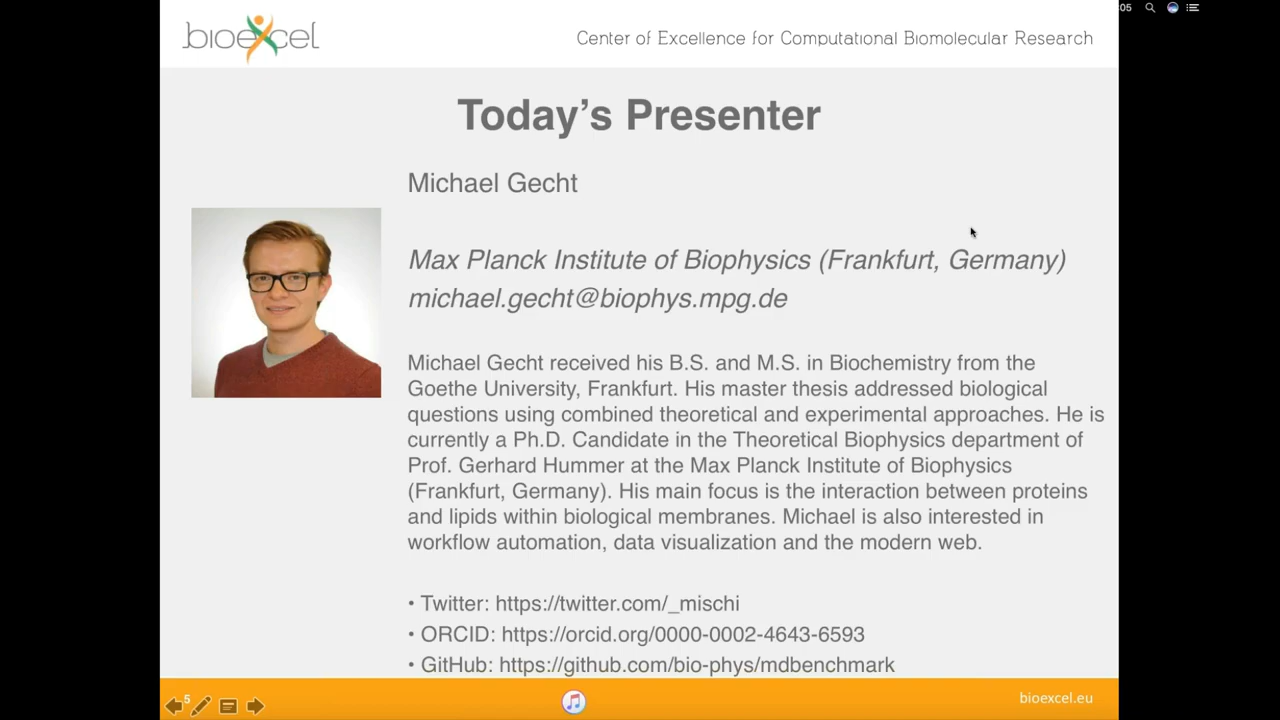 bioexcel
Center of Excellence for Computational Biomolecular Research
05
Today's Presenter
Michael Gecht
Max Planck Institute of Biophysics (Frankfurt, Germany)
michael.gecht@biophys.mpg.de
Michael Gecht received his B.S. and M.S. in Biochemistry from the
Goethe University, Frankfurt. His master thesis addressed biological
questions using combined theoretical and experimental approaches. He is
currently a Ph.D. Candidate in the Theoretical Biophysics department of
Prof. Gerhard Hummer at the Max Planck Institute of Biophysics
(Frankfurt, Germany). His main focus is the interaction between proteins
and lipids within biological membranes. Michael is also interested in
workflow automation, data visualization and the modern web.
• Twitter: https://twitter.com/_mischi
• ORCID: https://orcid.org/0000-0002-4643-6593
• GitHub: https://github.com/bio-phys/mdbenchmark
5
bioexcel.eu